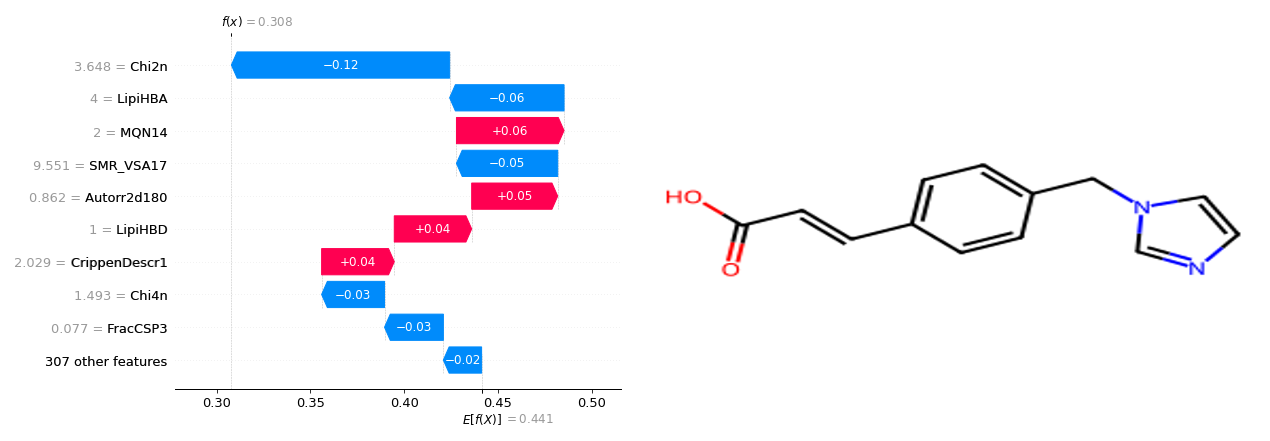 f(x) = 0.308
3.648 = Chi2n
−0.12
4 = LipiHBA
−0.06
2 = MQN14
+0.06
9.551 = SMR_VSA17
−0.05
0.862 = Autorr2d180
+0.05
1 = LipiHBD
+0.04
2.029 = CrippenDescr1
+0.04
1.493 = Chi4n
−0.03
0.077 = FracCSP3
−0.03
307 other features
−0.02
0.30 0.35 0.40 0.45 0.50
E[f(X)] = 0.441
HO
O
N
N